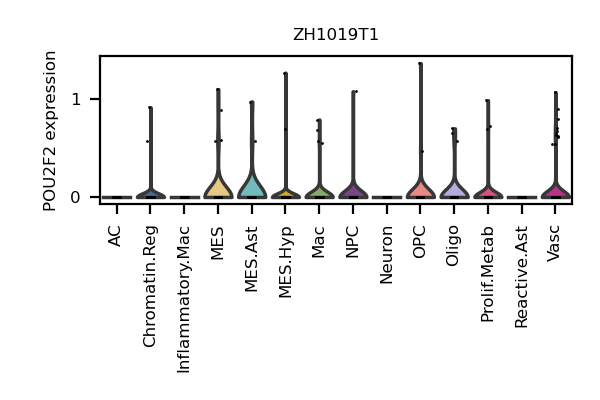 ZH1019T1
POU2F2 expression
1
0
AC
Chromatin.Reg
Inflammatory.Mac
MES
MES.Ast
MES.Hyp
Mac
NPC
Neuron
OPC
Oligo
Prolif.Metab
Reactive.Ast
Vasc